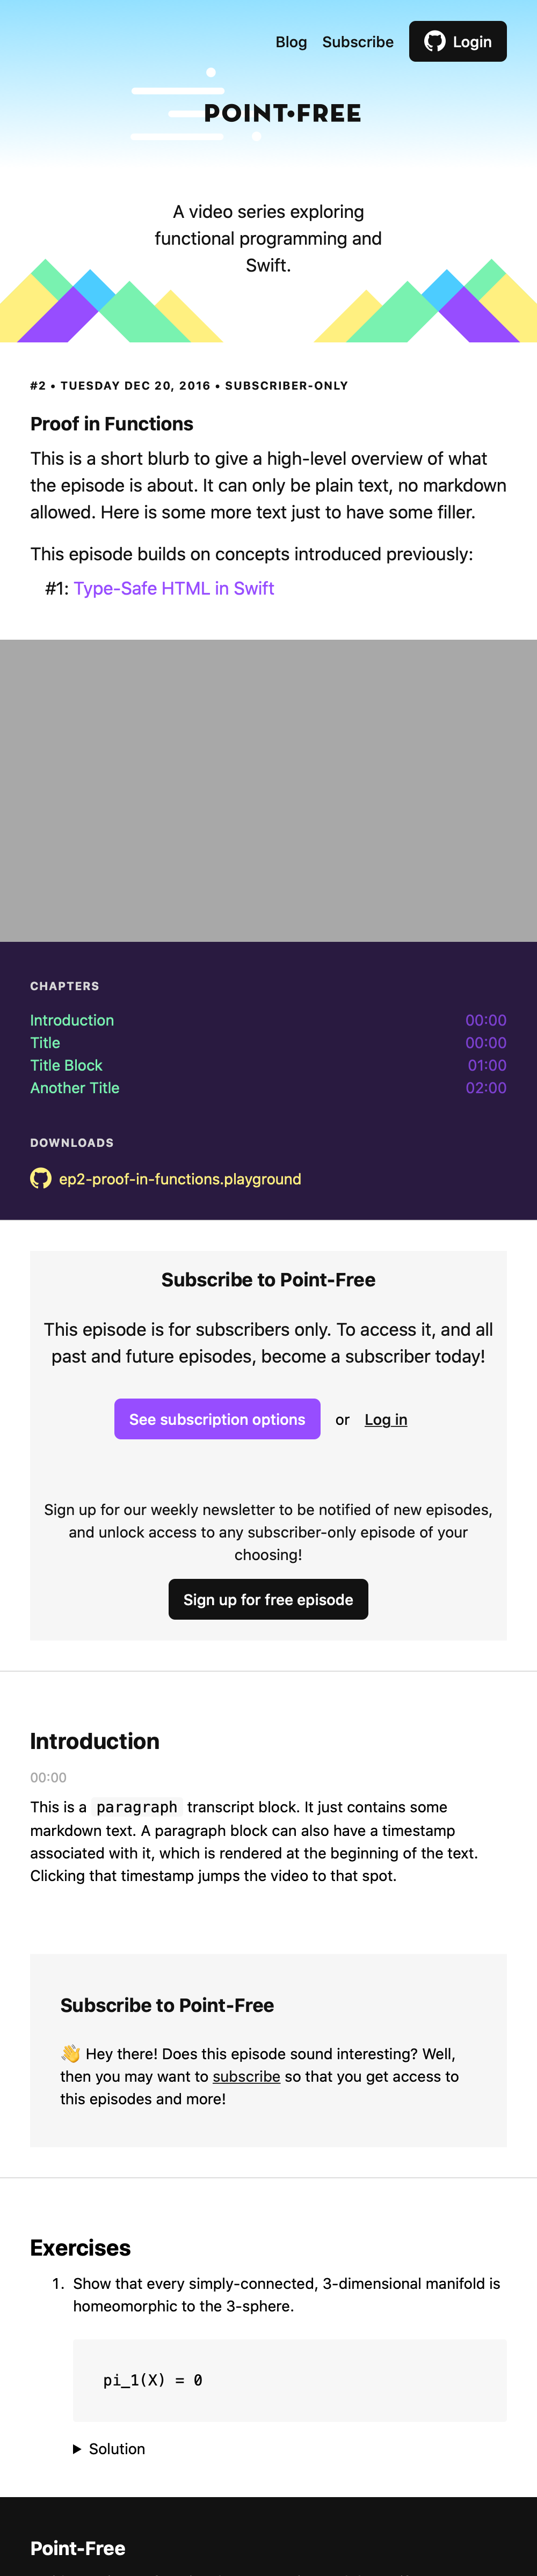 Blog Subscribe Login
POINT•FREE
A video series exploring
functional programming and
Swift.
#2 • TUESDAY DEC 20, 2016 • SUBSCRIBER-ONLY
Proof in Functions
This is a short blurb to give a high-level overview of what
the episode is about. It can only be plain text, no markdown
allowed. Here is some more text just to have some filler.
This episode builds on concepts introduced previously:
#1: Type-Safe HTML in Swift
CHAPTERS
Introduction 00:00
Title 00:00
Title Block 01:00
Another Title 02:00
DOWNLOADS
ep2-proof-in-functions.playground
Subscribe to Point-Free
This episode is for subscribers only. To access it, and all
past and future episodes, become a subscriber today!
See subscription options or Log in
Sign up for our weekly newsletter to be notified of new episodes,
and unlock access to any subscriber-only episode of your
choosing!
Sign up for free episode
Introduction
00:00
This is a paragraph transcript block. It just contains some
markdown text. A paragraph block can also have a timestamp
associated with it, which is rendered at the beginning of the text.
Clicking that timestamp jumps the video to that spot.
Subscribe to Point-Free
👋 Hey there! Does this episode sound interesting? Well,
then you may want to subscribe so that you get access to
this episodes and more!
Exercises
1. Show that every simply-connected, 3-dimensional manifold is
homeomorphic to the 3-sphere.
pi_1(X) = 0
▶ Solution
Point-Free